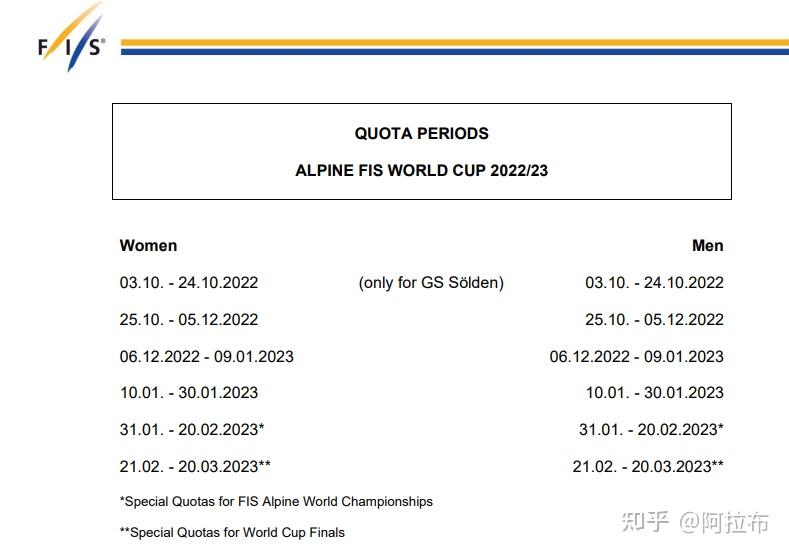 FIS®
QUOTA PERIODS
ALPINE FIS WORLD CUP 2022/23
Women Men
03.10. - 24.10.2022 (only for GS Sölden) 03.10. - 24.10.2022
25.10. - 05.12.2022 25.10. - 05.12.2022
06.12.2022 - 09.01.2023 06.12.2022 - 09.01.2023
10.01. - 30.01.2023 10.01. - 30.01.2023
31.01. - 20.02.2023* 31.01. - 20.02.2023*
21.02. - 20.03.2023** 21.02. - 20.03.2023**
*Special Quotas for FIS Alpine World Championships
**Special Quotas for World Cup Finals
知乎 @阿拉布